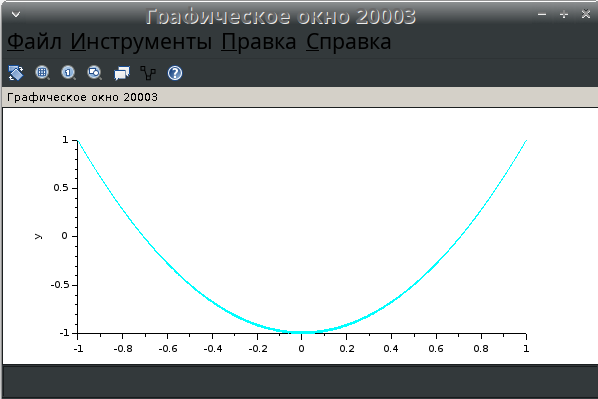 Графическое окно 20003
Файл Инструменты Правка Справка
Графическое окно 20003
1
0.5
0
-0.5
-1
y
-1 -0.8 -0.6 -0.4 -0.2 0 0.2 0.4 0.6 0.8 1